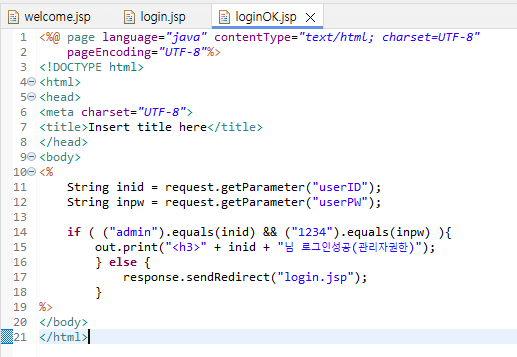 welcome.jsp login.jsp loginOK.jsp
1 <%@ page language="java" contentType="text/html; charset=UTF-8"
2     pageEncoding="UTF-8"%>
3 <!DOCTYPE html>
4 <html>
5 <head>
6 <meta charset="UTF-8">
7 <title>Insert title here</title>
8 </head>
9 <body>
10 <%
11     String inid = request.getParameter("userID");
12     String inpw = request.getParameter("userPW");
13
14     if ( ("admin").equals(inid) && ("1234").equals(inpw) ){
15         out.print("<h3>" + inid + "님 로그인성공(관리자권한)");
16         } else {
17             response.sendRedirect("login.jsp");
18         }
19 %>
20 </body>
21 </html>